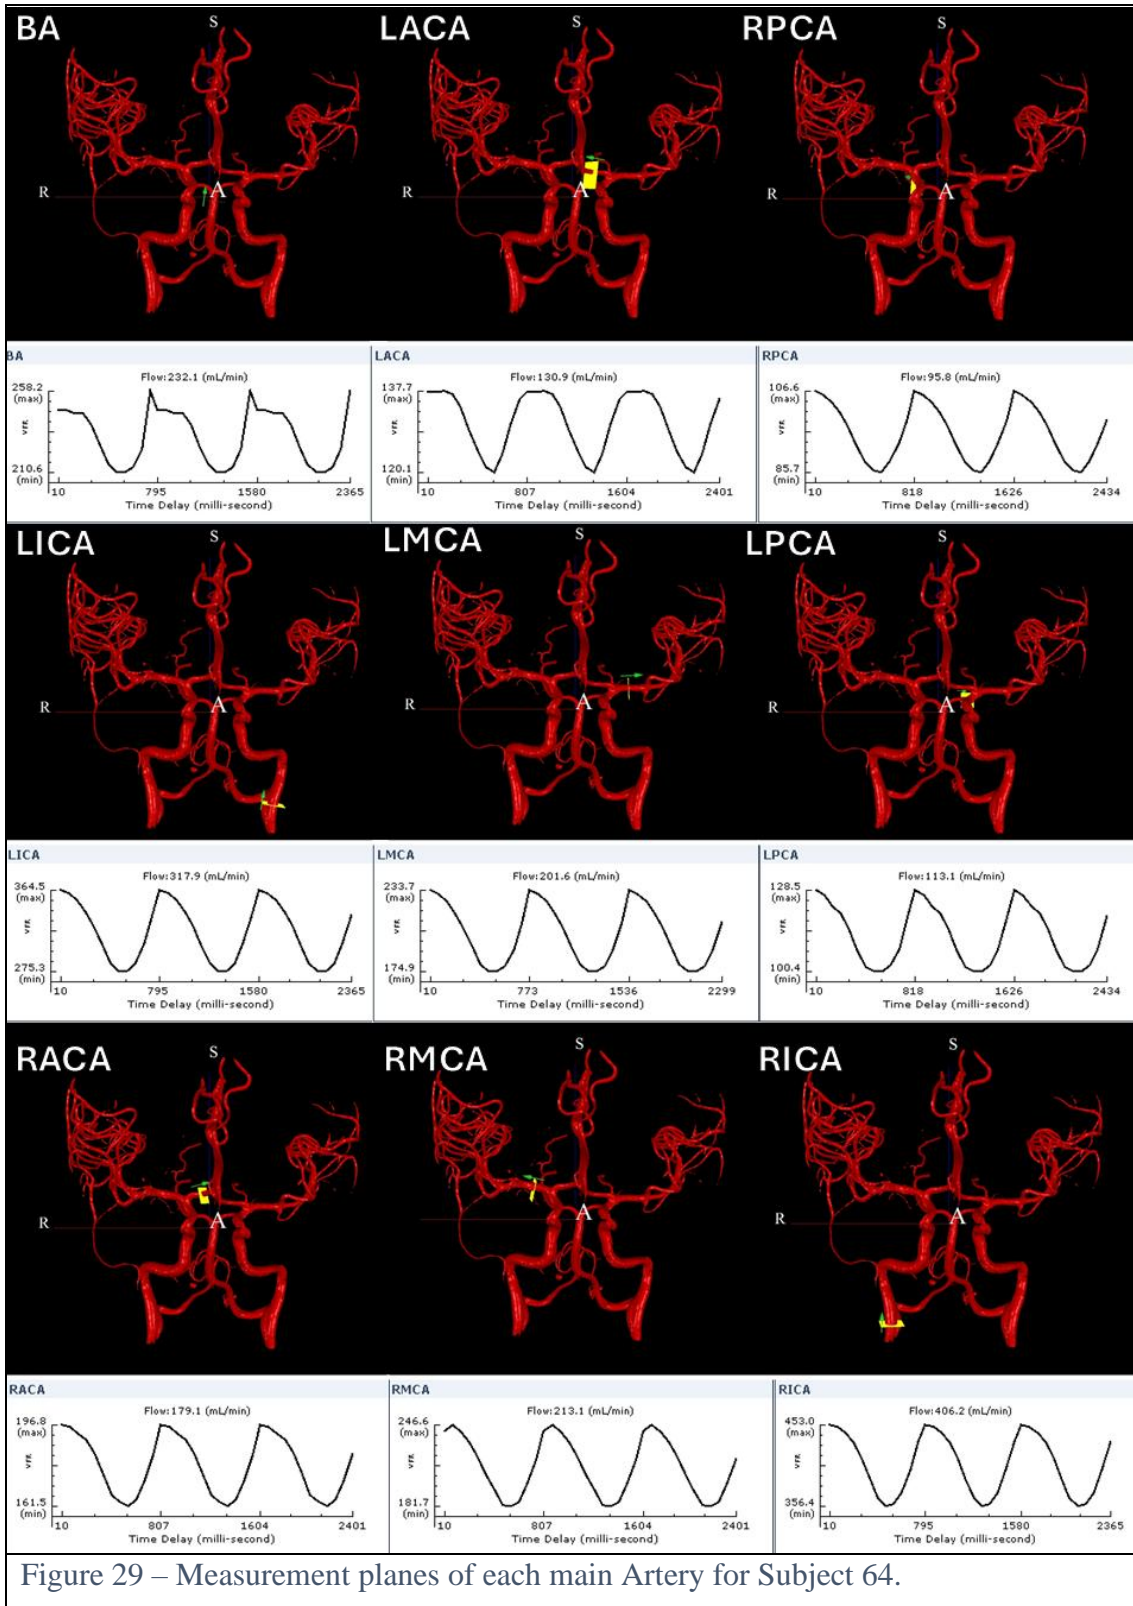 BA
LACA
RPCA
S
S
S
R
A
R
A
R
A
BA
Flow:232.1 (mL/min)
258.2
(max)
VFR
210.6
(min)
10 795 1580 2365
Time Delay (milli-second)
LACA
Flow:130.9 (mL/min)
137.7
(max)
VFR
120.1
(min)
10 807 1604 2401
Time Delay (milli-second)
RPCA
Flow:95.8 (mL/min)
106.6
(max)
VFR
85.7
(min)
10 818 1626 2434
Time Delay (milli-second)
LICA
LMCA
LPCA
S
S
S
R
A
R
A
R
A
LICA
Flow:317.9 (mL/min)
364.5
(max)
VFR
275.3
(min)
10 795 1580 2365
Time Delay (milli-second)
LMCA
Flow:201.6 (mL/min)
233.7
(max)
VFR
174.9
(min)
10 773 1536 2299
Time Delay (milli-second)
LPCA
Flow:113.1 (mL/min)
128.5
(max)
VFR
100.4
(min)
10 818 1626 2434
Time Delay (milli-second)
RACA
RMCA
RICA
S
S
S
R
A
A
R
A
RACA
Flow:179.1 (mL/min)
196.8
(max)
VFR
161.5
(min)
10 807 1604 2401
Time Delay (milli-second)
RMCA
Flow:213.1 (mL/min)
246.6
(max)
VFR
181.7
(min)
10 807 1604 2401
Time Delay (milli-second)
RICA
Flow:406.2 (mL/min)
453.0
(max)
VFR
356.4
(min)
10 795 1580 2365
Time Delay (milli-second)
Figure 29 – Measurement planes of each main Artery for Subject 64.